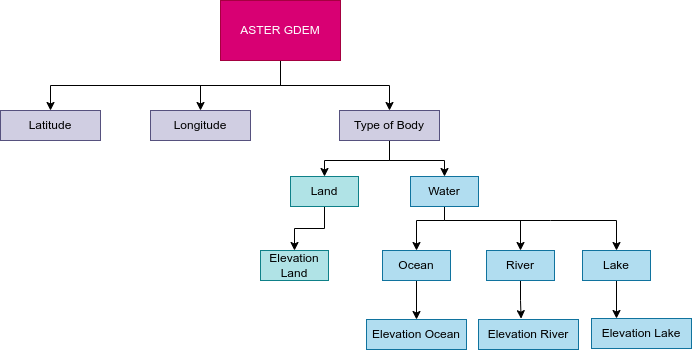 ASTER GDEM
Latitude
Longitude
Type of Body
Land
Water
Elevation
Land
Ocean
River
Lake
Elevation Ocean
Elevation River
Elevation Lake